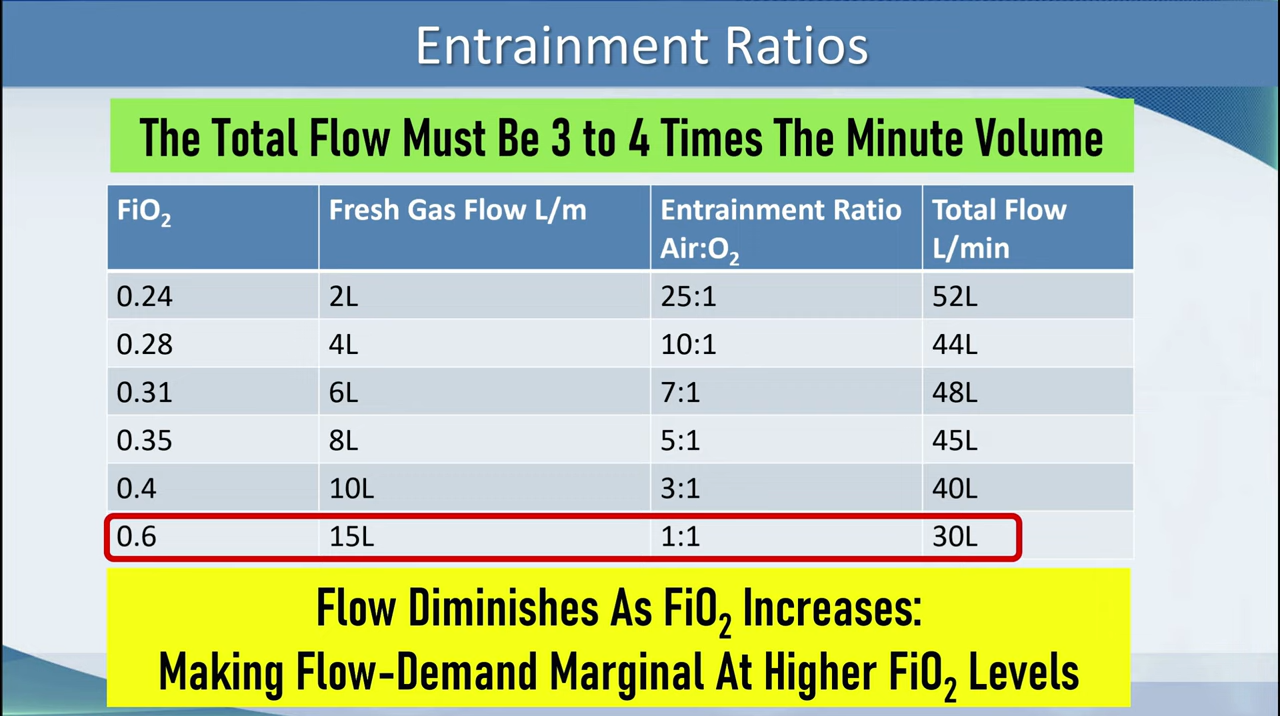 Entrainment Ratios
The Total Flow Must Be 3 to 4 Times The Minute Volume
FiO₂ Fresh Gas Flow L/m Entrainment Ratio Total Flow
Air:O₂ L/min
0.24 2L 25:1 52L
0.28 4L 10:1 44L
0.31 6L 7:1 48L
0.35 8L 5:1 45L
0.4 10L 3:1 40L
0.6 15L 1:1 30L
Flow Diminishes As FiO₂ Increases:
Making Flow-Demand Marginal At Higher FiO₂ Levels